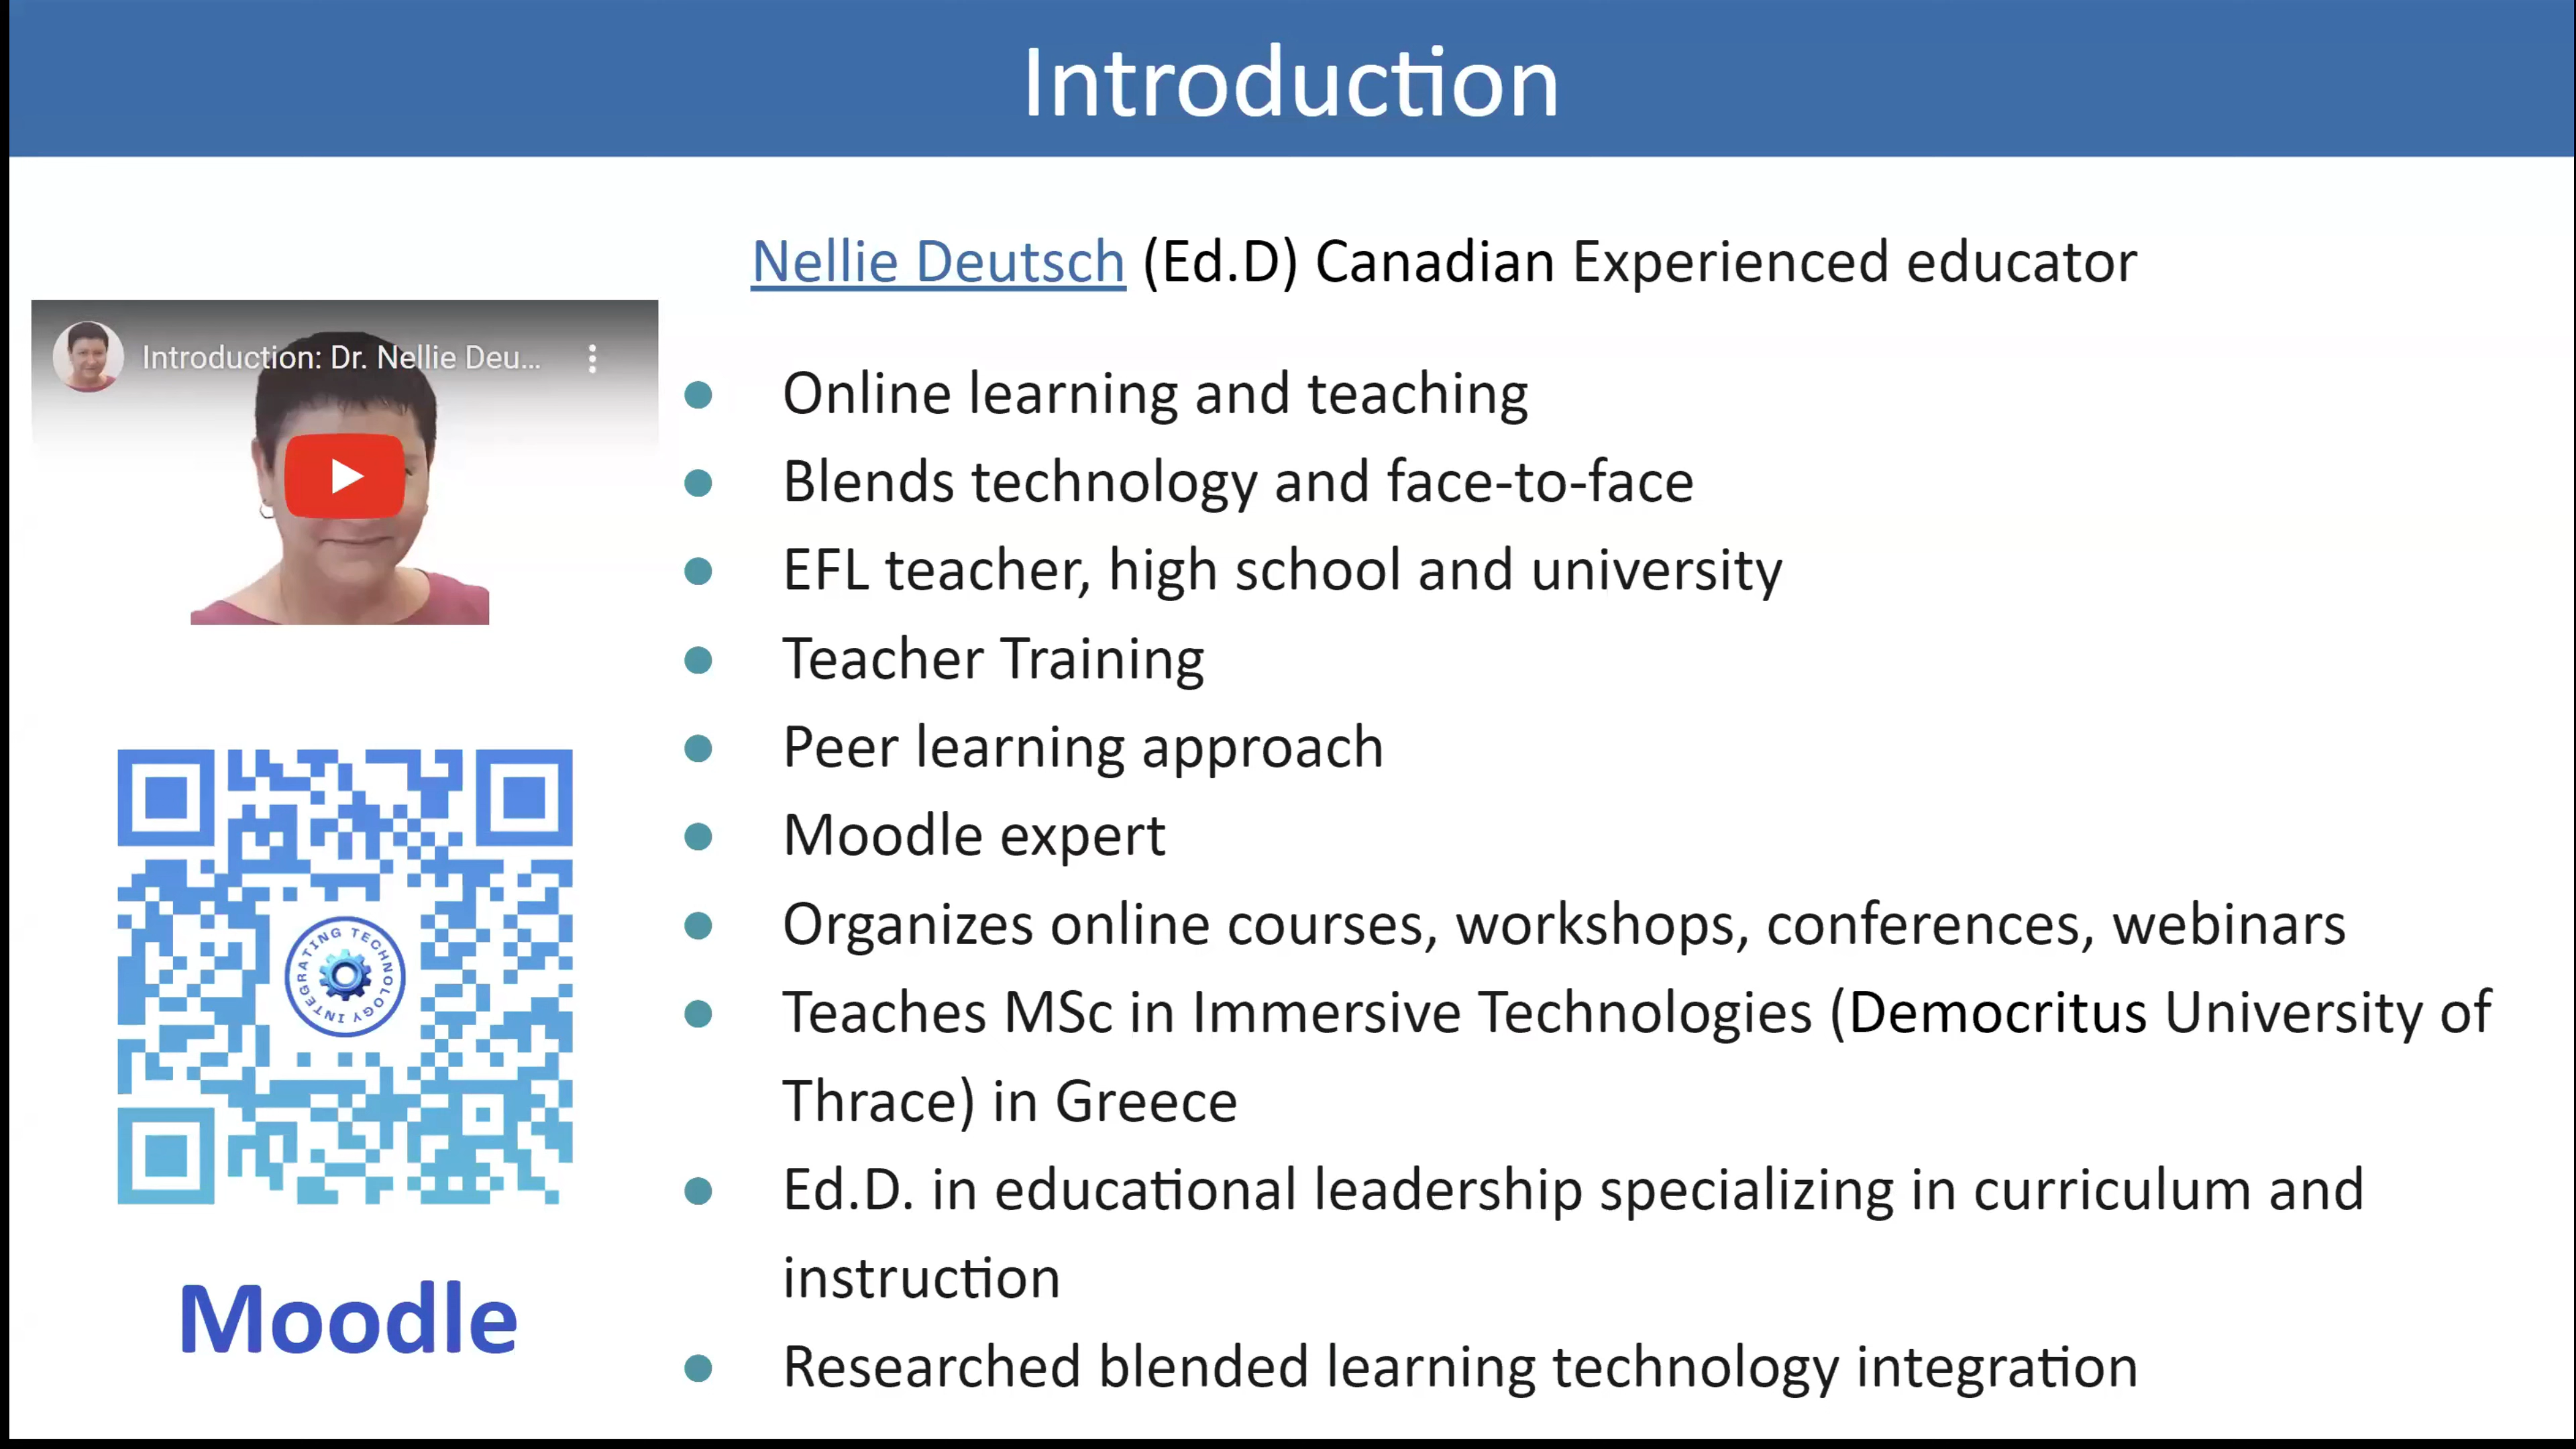 Introduction
Nellie Deutsch (Ed.D) Canadian Experienced educator
Introduction: Dr. Nellie Deu...
Online learning and teaching
Blends technology and face-to-face
EFL teacher, high school and university
Teacher Training
Peer learning approach
Moodle expert
Organizes online courses, workshops, conferences, webinars
Teaches MSc in Immersive Technologies (Democritus University of
Thrace) in Greece
Ed.D. in educational leadership specializing in curriculum and
instruction
Researched blended learning technology integration
INTEGRATING TECHNOLOGY
Moodle